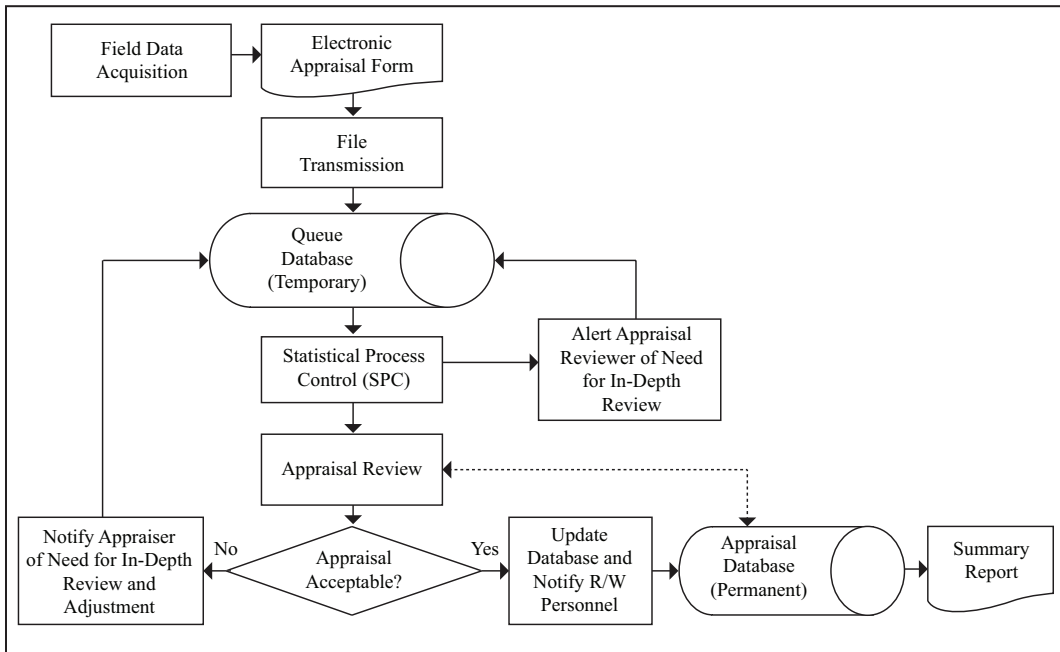 Field Data
Acquisition
Electronic
Appraisal Form
File
Transmission
Queue
Database
(Temporary)
Statistical Process
Control (SPC)
Alert Appraisal
Reviewer of Need
for In-Depth
Review
Appraisal Review
Notify Appraiser
of Need for In-Depth
Review and
Adjustment
No
Appraisal
Acceptable?
Yes
Update
Database and
Notify R/W
Personnel
Appraisal
Database
(Permanent)
Summary
Report